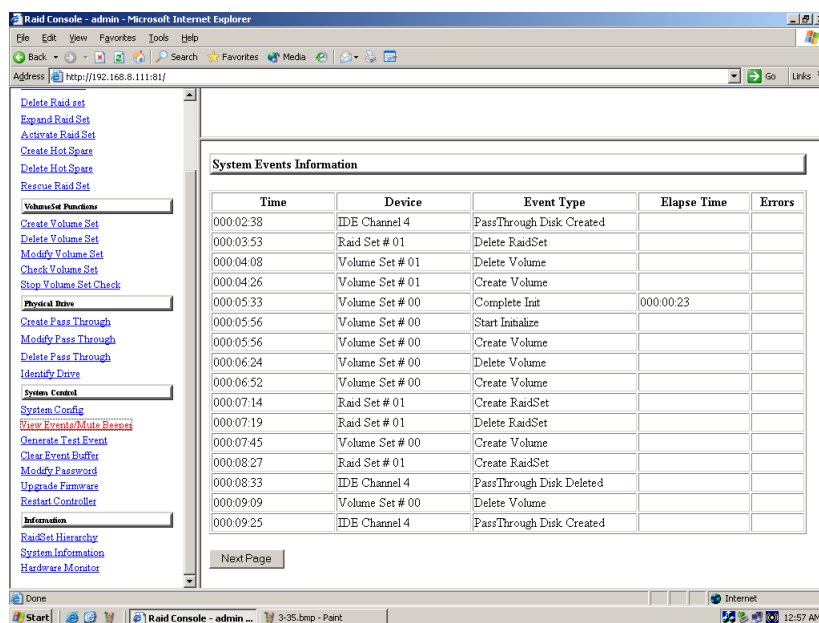 Raid Console - admin - Microsoft Internet Explorer
File Edit View Favorites Tools Help
Back Search Favorites Media
Address http://192.168.8.111:81/ Go Links
Delete Raid set
Expand Raid Set
Activate Raid Set
Create Hot Spare
Delete Hot Spare
Rescue Raid Set
VolumeSet Functions
Create Volume Set
Delete Volume Set
Modify Volume Set
Check Volume Set
Stop Volume Set Check
Physical Drive
Create Pass Through
Modify Pass Through
Delete Pass Through
Identify Drive
System Control
System Config
View Events/Mute Beeper
Generate Test Event
Clear Event Buffer
Modify Password
Upgrade Firmware
Restart Controller
Information
RaidSet Hierarchy
System Information
Hardware Monitor
System Events Information
Time Device Event Type Elapse Time Errors
000:02:38 IDE Channel 4 PassThrough Disk Created
000:03:53 Raid Set # 01 Delete RaidSet
000:04:08 Volume Set # 01 Delete Volume
000:04:26 Volume Set # 01 Create Volume
000:05:33 Volume Set # 00 Complete Init 000:00:23
000:05:56 Volume Set # 00 Start Initialize
000:05:56 Volume Set # 00 Create Volume
000:06:24 Volume Set # 00 Delete Volume
000:06:52 Volume Set # 00 Create Volume
000:07:14 Raid Set # 01 Create RaidSet
000:07:19 Raid Set # 01 Delete RaidSet
000:07:45 Volume Set # 00 Create Volume
000:08:27 Raid Set # 01 Create RaidSet
000:08:33 IDE Channel 4 PassThrough Disk Deleted
000:09:09 Volume Set # 00 Delete Volume
000:09:25 IDE Channel 4 PassThrough Disk Created
Next Page
Done Internet
Start Raid Console - admin ... 3-35.bmp - Paint 12:57 AM